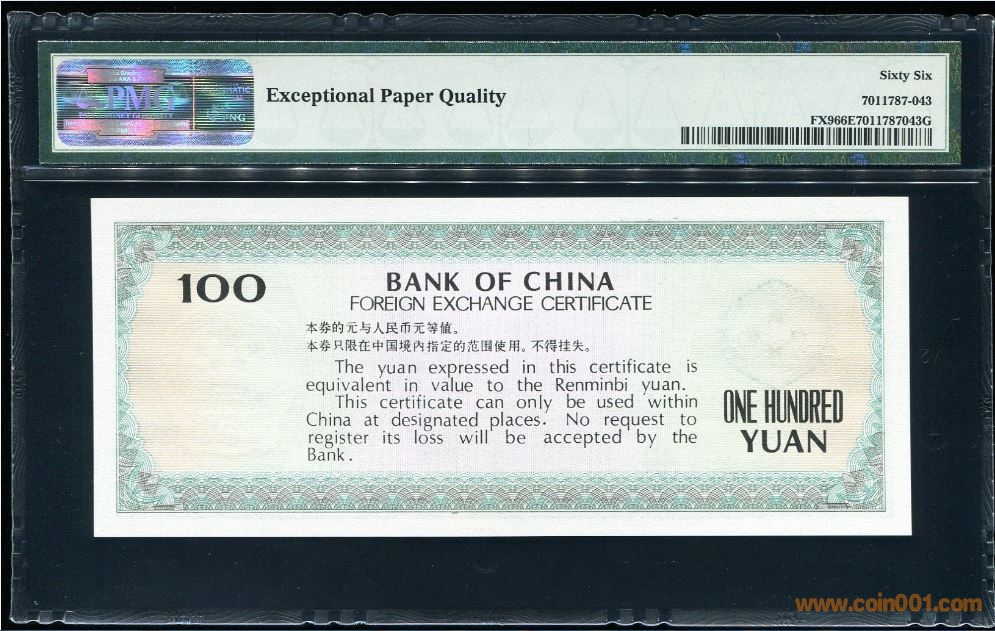 PMG
Exceptional Paper Quality
Sixty Six
7011787-043
FX966E7011787043G
100
BANK OF CHINA
FOREIGN EXCHANGE CERTIFICATE
本券的元与人民币元等值。
本券只限在中国境内指定的范围使用。不得挂失。
The yuan expressed in this certificate is
equivalent in value to the Renminbi yuan.
This certificate can only be used within
China at designated places. No request to
register its loss will be accepted by the
Bank.
ONE HUNDRED
YUAN
www.coin001.com